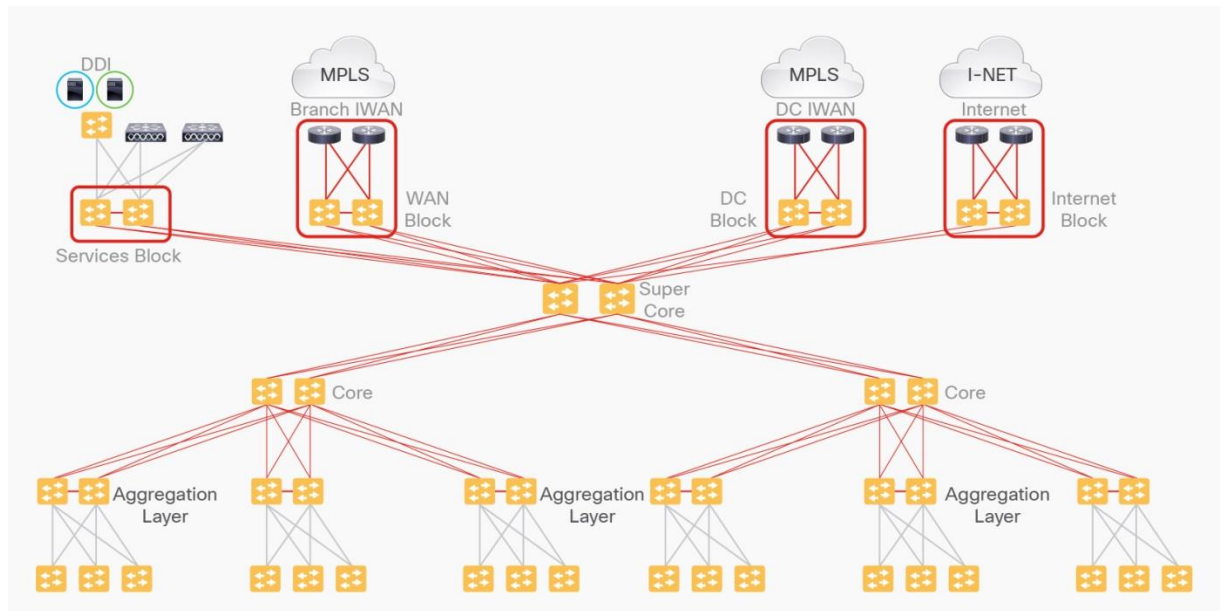 DDI
MPLS
Branch IWAN
MPLS
DC IWAN
I-NET
Internet
WAN
Block
DC
Block
Internet
Block
Services Block
Super
Core
Core
Core
Aggregation
Layer
Aggregation
Layer
Aggregation
Layer